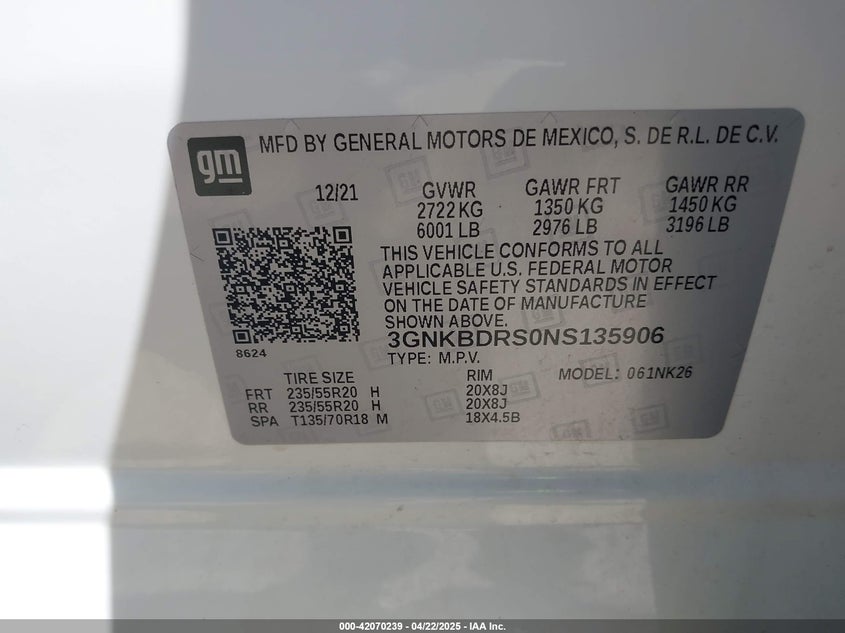 gm
MFD BY GENERAL MOTORS DE MEXICO, S. DE R.L. DE C.V.
12/21 GVWR GAWR FRT GAWR RR
2722 KG 1350 KG 1450 KG
6001 LB 2976 LB 3196 LB
THIS VEHICLE CONFORMS TO ALL
APPLICABLE U.S. FEDERAL MOTOR
VEHICLE SAFETY STANDARDS IN EFFECT
ON THE DATE OF MANUFACTURE
SHOWN ABOVE.
3GNKBDRS0NS135906
8624
TYPE: M.P.V.
TIRE SIZE RIM MODEL: 061NK26
FRT 235/55R20 H 20X8J
RR 235/55R20 H 20X8J
SPA T135/70R18 M 18X4.5B
000-42070239 - 04/22/2025 - IAA Inc.